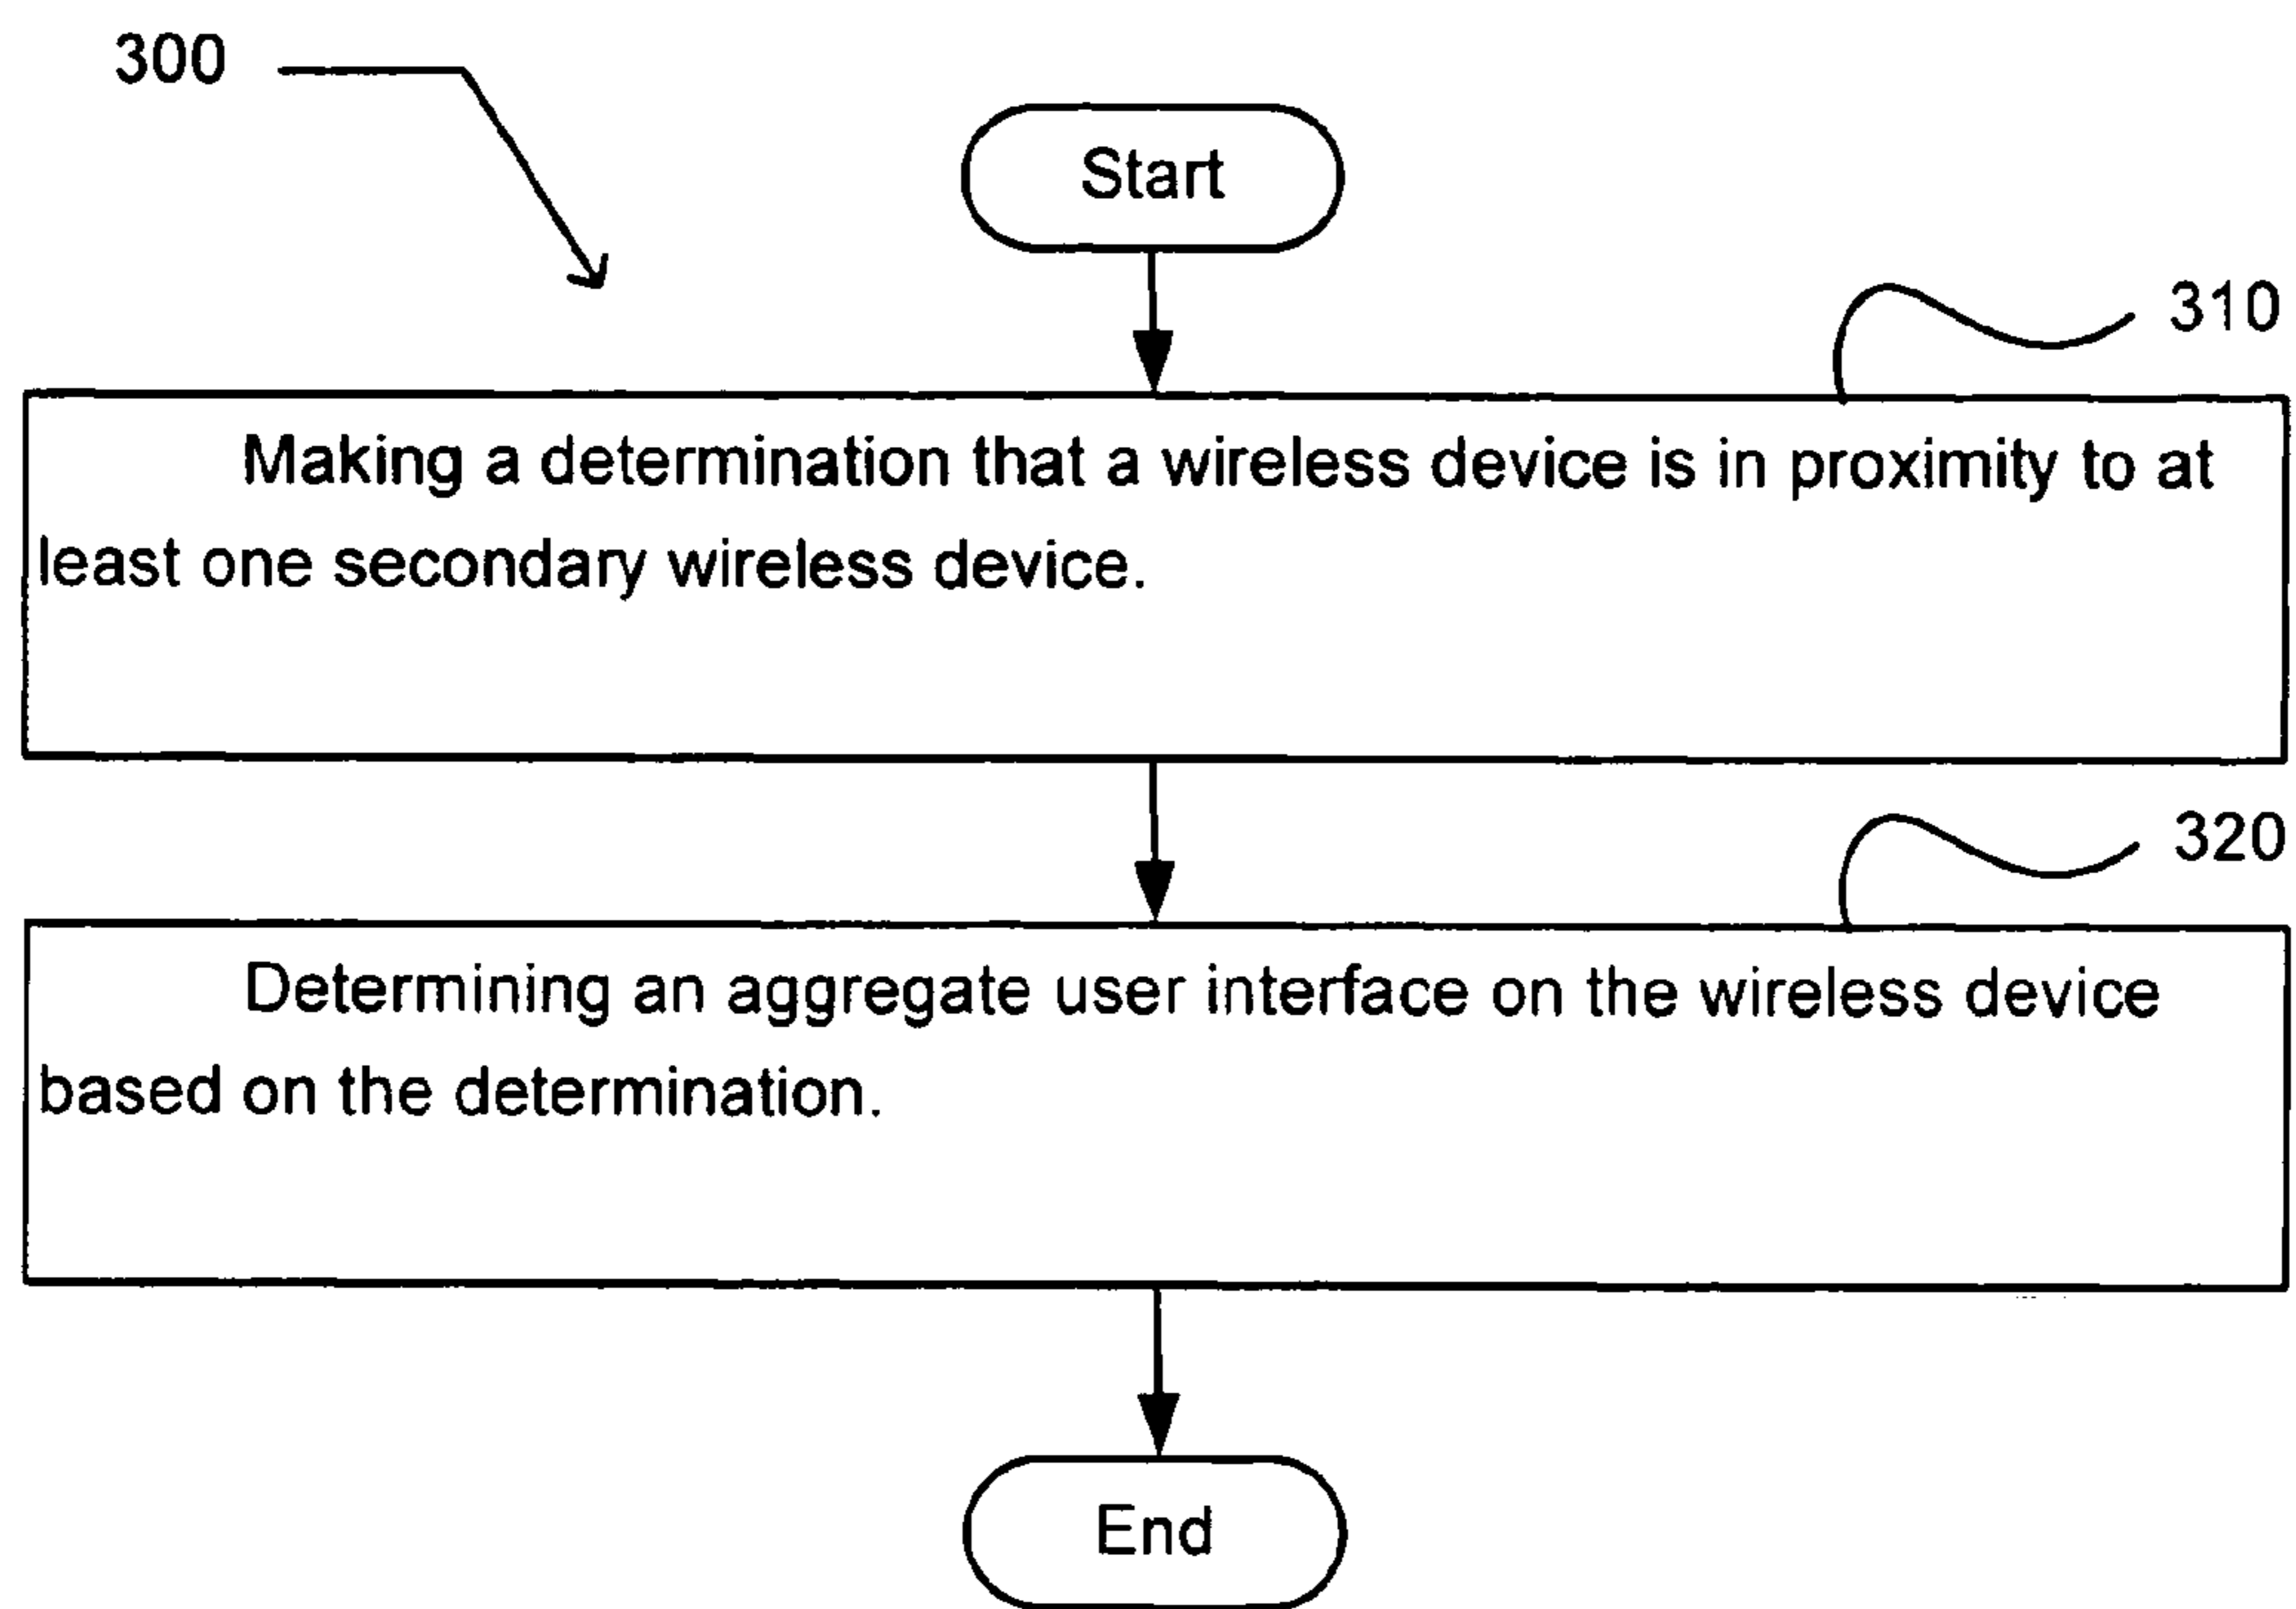 300
Start
310
Making a determination that a wireless device is in proximity to at
least one secondary wireless device.
320
Determining an aggregate user interface on the wireless device
based on the determination.
End